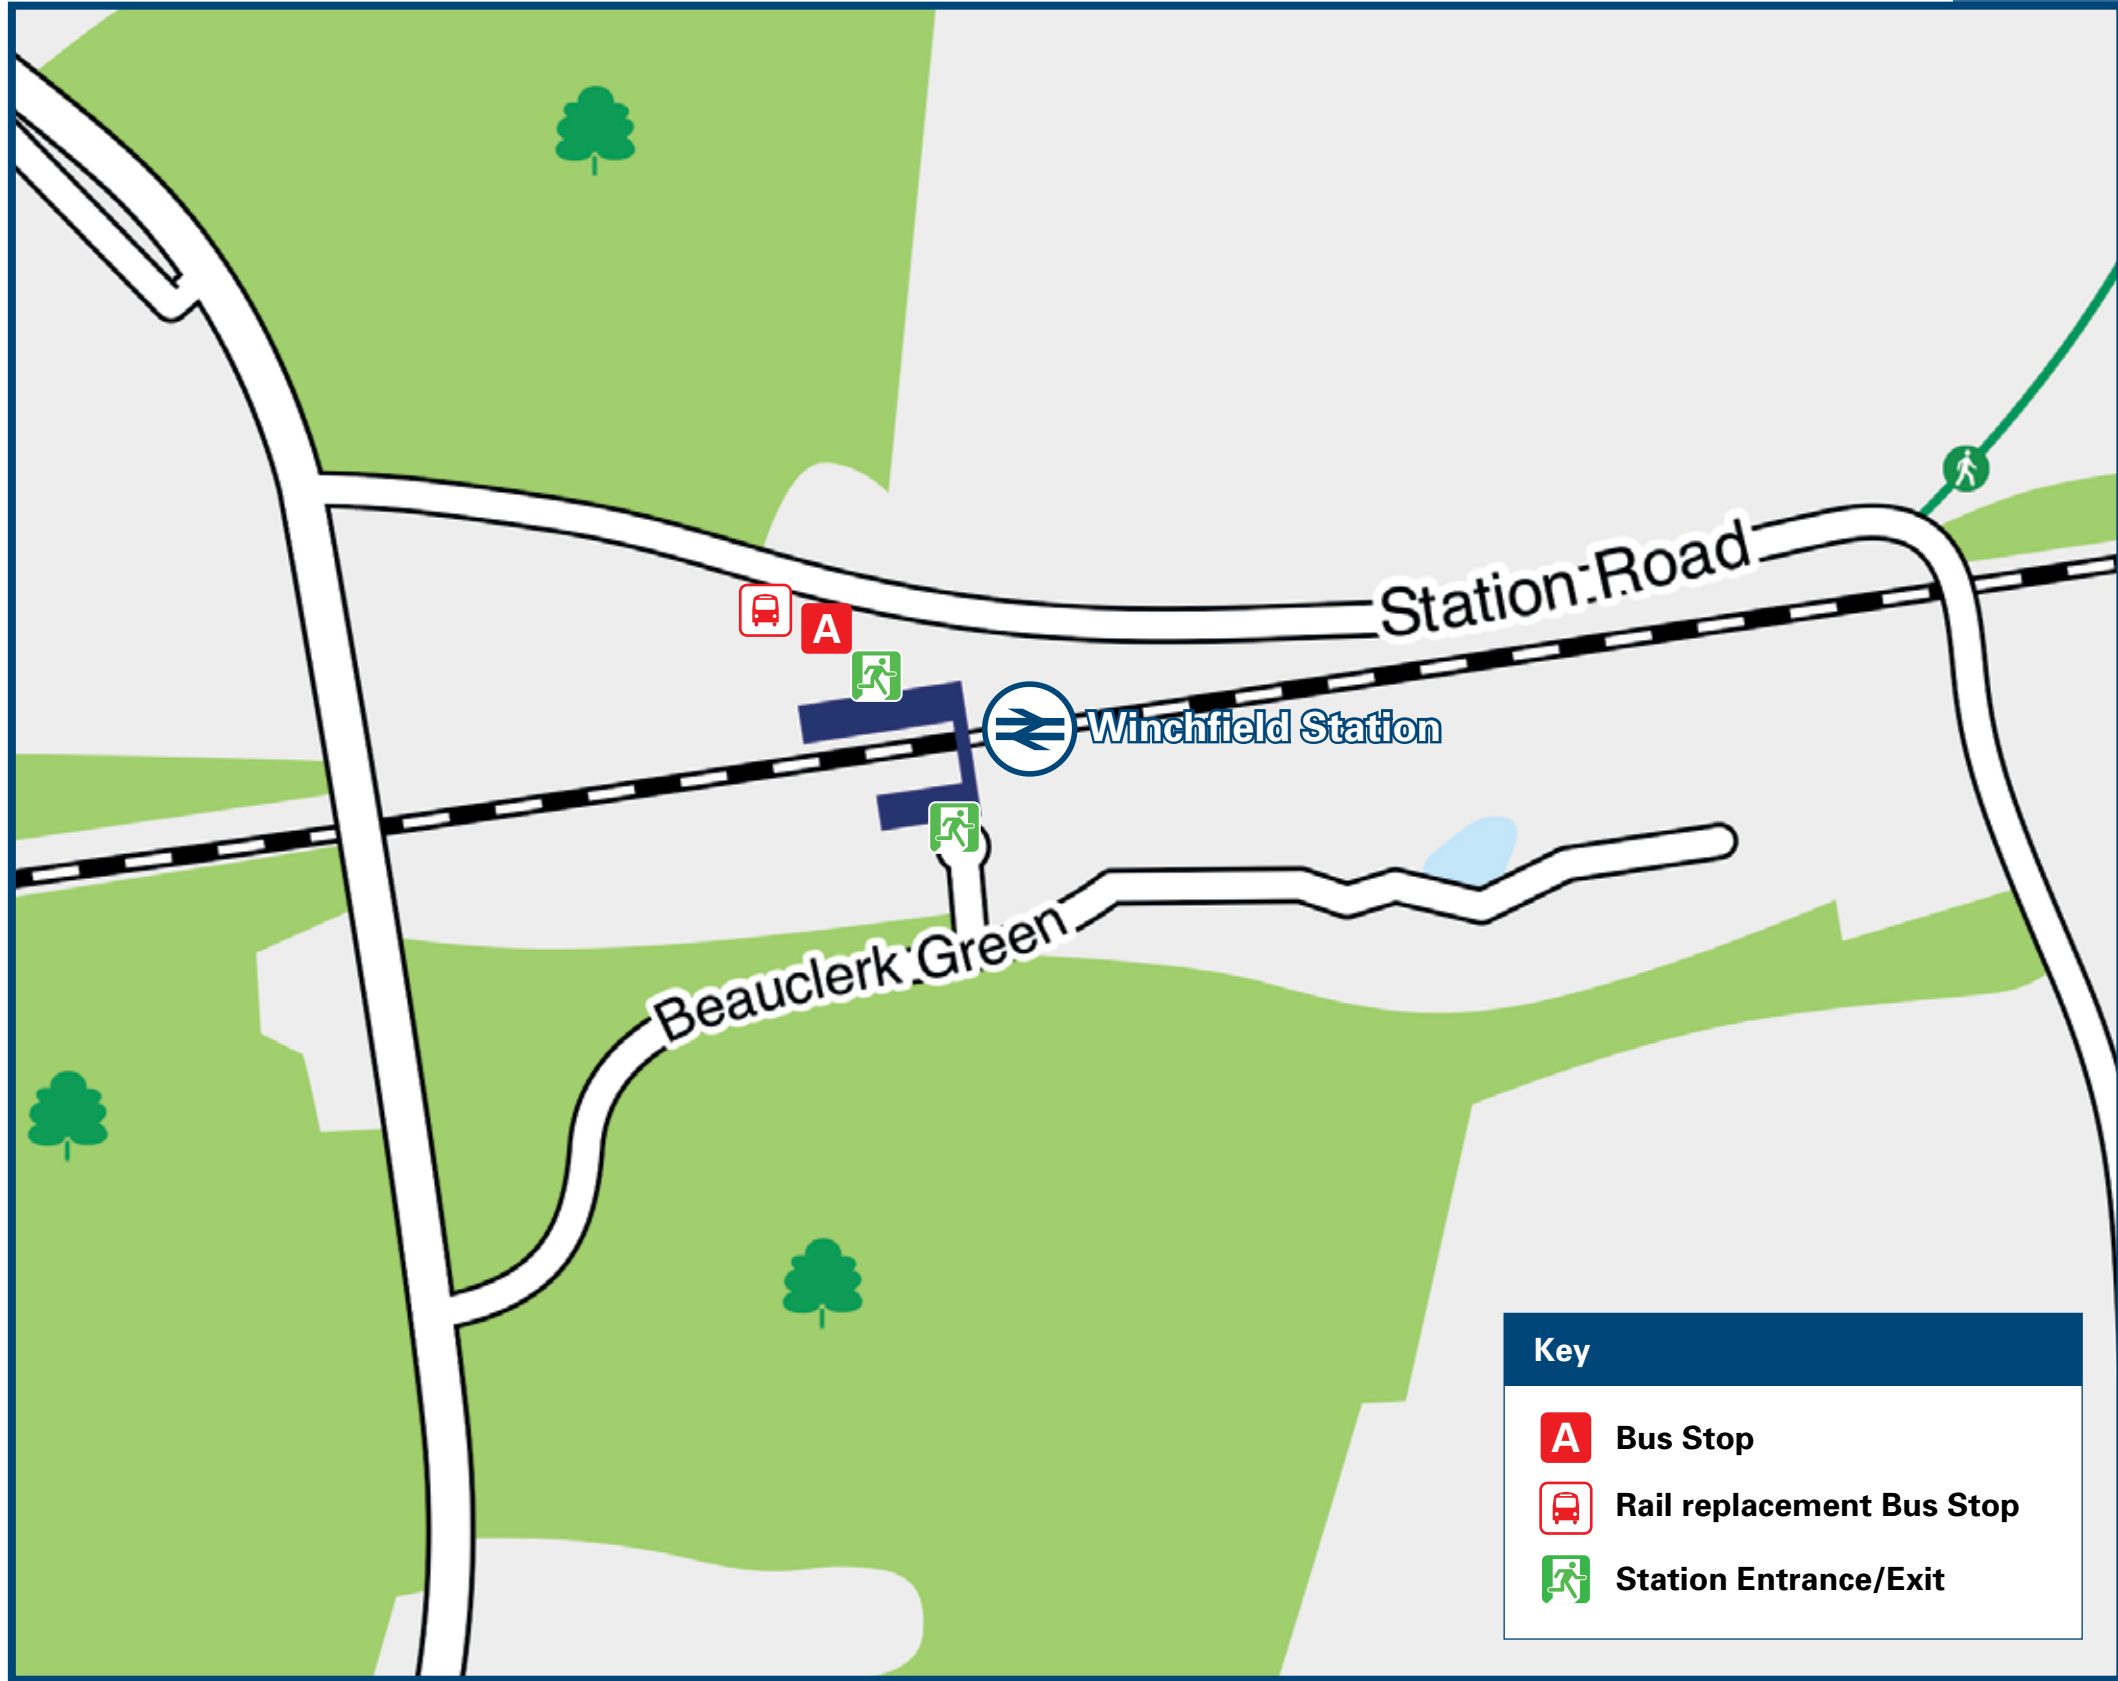 Station Road
A
Winchfield Station
Beauclerk Green
Key
A Bus Stop
Rail replacement Bus Stop
Station Entrance/Exit